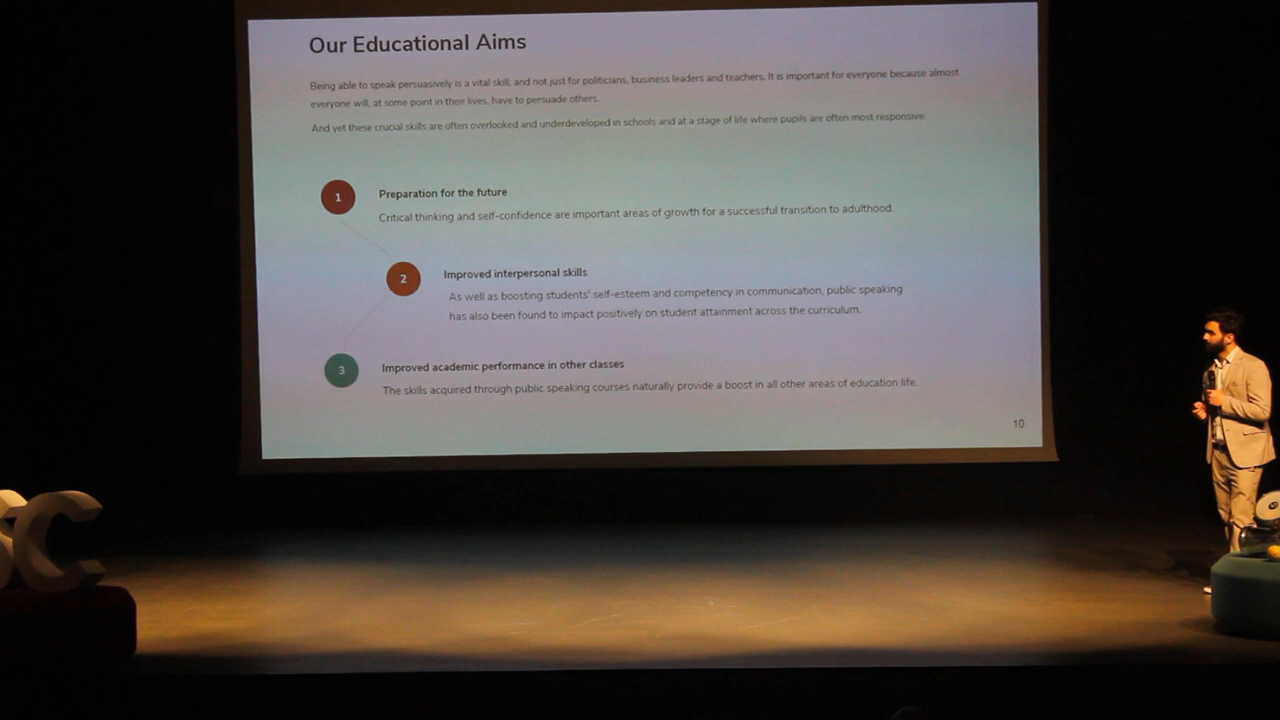 Our Educational Aims
Being able to speak persuasively is a vital skill, and not just for politicians, business leaders and teachers. It is important for everyone because almost
everyone will, at some point in their lives, have to persuade others.
And yet these crucial skills are often overlooked and underdeveloped in schools and at a stage of life where pupils are often most responsive.
1
Preparation for the future
Critical thinking and self-confidence are important areas of growth for a successful transition to adulthood.
2
Improved interpersonal skills
As well as boosting students' self-esteem and competency in communication, public speaking
has also been found to impact positively on student attainment across the curriculum.
3
Improved academic performance in other classes
The skills acquired through public speaking courses naturally provide a boost in all other areas of education life.
10
C